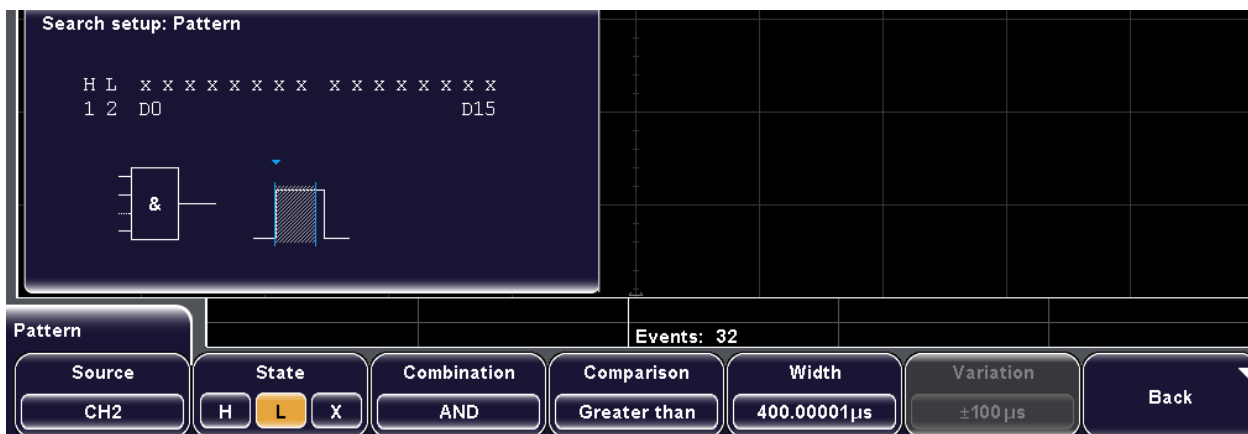 Search setup: Pattern
H L x x x x x x x x x x x x x x x x
1 2 D0 D15
&
Events: 32
Pattern
Source State Combination Comparison Width Variation Back
CH2 H L X AND Greater than 400.00001µs ±100µs